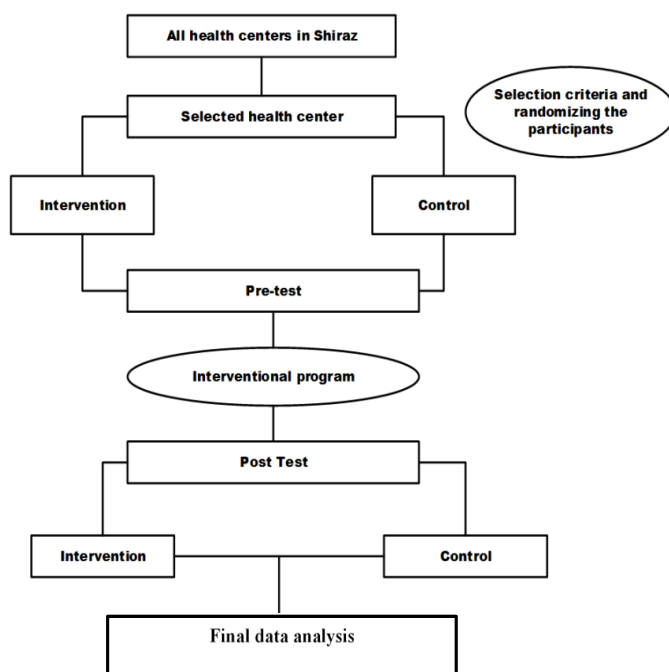 All health centers in Shiraz
Selection criteria and
randomizing the
participants
Selected health center
Intervention
Control
Pre-test
Interventional program
Post Test
Intervention
Control
Final data analysis